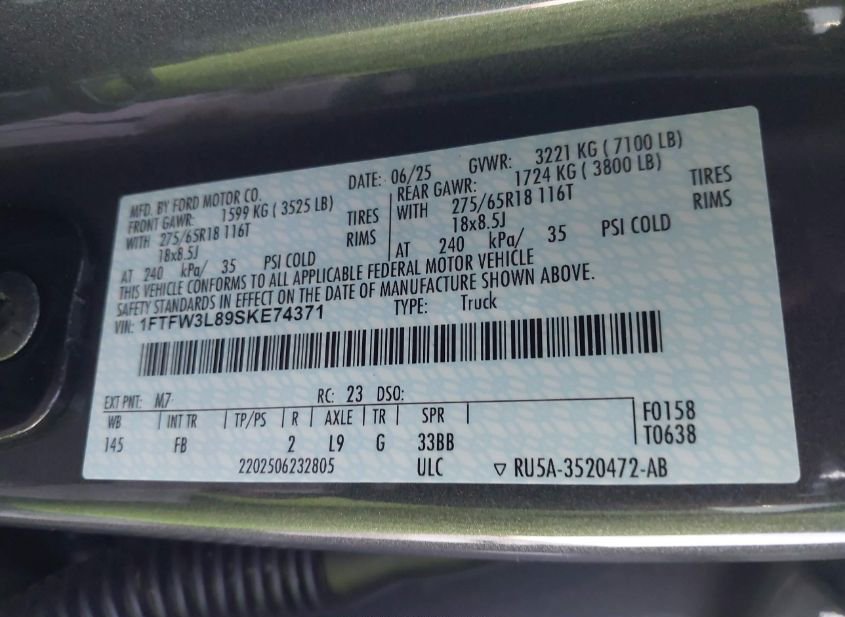 MFD. BY FORD MOTOR CO. DATE: 06/25 GVWR: 3221 KG ( 7100 LB)
FRONT GAWR: 1599 KG (3525 LB) REAR GAWR: 1724 KG ( 3800 LB)
WITH 275/65R18 116T TIRES WITH 275/65R18 116T TIRES
18x8.5J RIMS 18x8.5J RIMS
AT 240 kPa/ 35 PSI COLD AT 240 kPa/ 35 PSI COLD
THIS VEHICLE CONFORMS TO ALL APPLICABLE FEDERAL MOTOR VEHICLE
SAFETY STANDARDS IN EFFECT ON THE DATE OF MANUFACTURE SHOWN ABOVE.
VIN: 1FTFW3L89SKE74371 TYPE: Truck
EXT PNT: M7 RC: 23 DSO:
WB INT TR TP/PS R AXLE TR SPR F0158
145 FB 2 L9 G 33BB T0638
2202506232805 ULC ▽ RU5A-3520472-AB